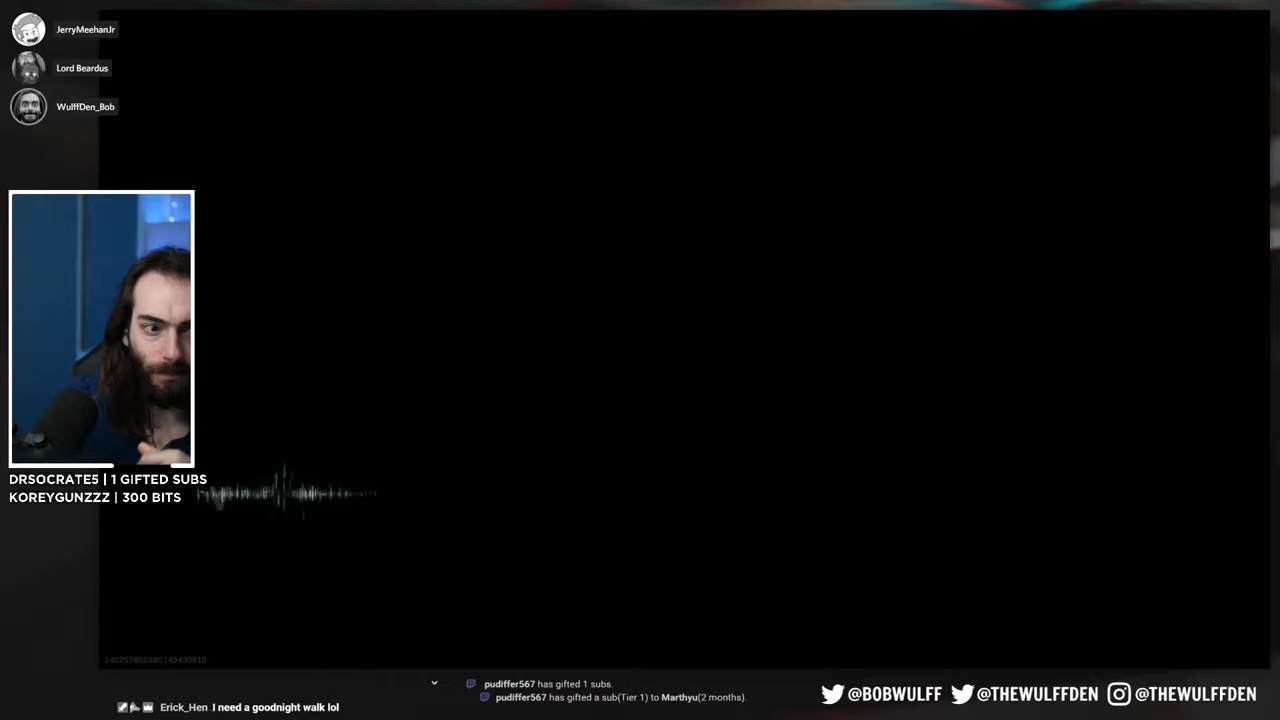 JerryMeehanJr
Lord Beardus
WulffDen_Bob
DRSOCRATE5 | 1 GIFTED SUBS
KOREYGUNZZZ | 300 BITS
pudiffer567 has gifted 1 subs.
pudiffer567 has gifted a sub(Tier 1) to Marthyu(2 months).
Erick_Hen I need a goodnight walk lol
@BOBWULFF @THEWULFFDEN @THEWULFFDEN